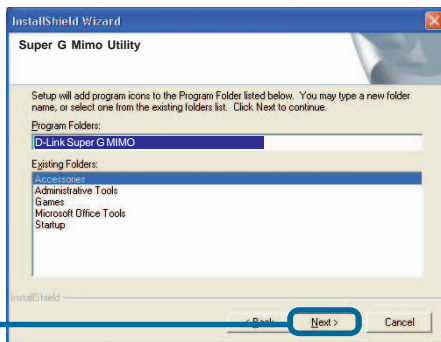 InstallShield Wizard
Super G Mimo Utility
Setup will add program icons to the Program Folder listed below. You may type a new folder
name, or select one from the existing folders list. Click Next to continue.
Program Folders:
D-Link Super G MIMO
Existing Folders:
Accessories
Administrative Tools
Games
Microsoft Office Tools
Startup
InstallShield
< Back
Next >
Cancel